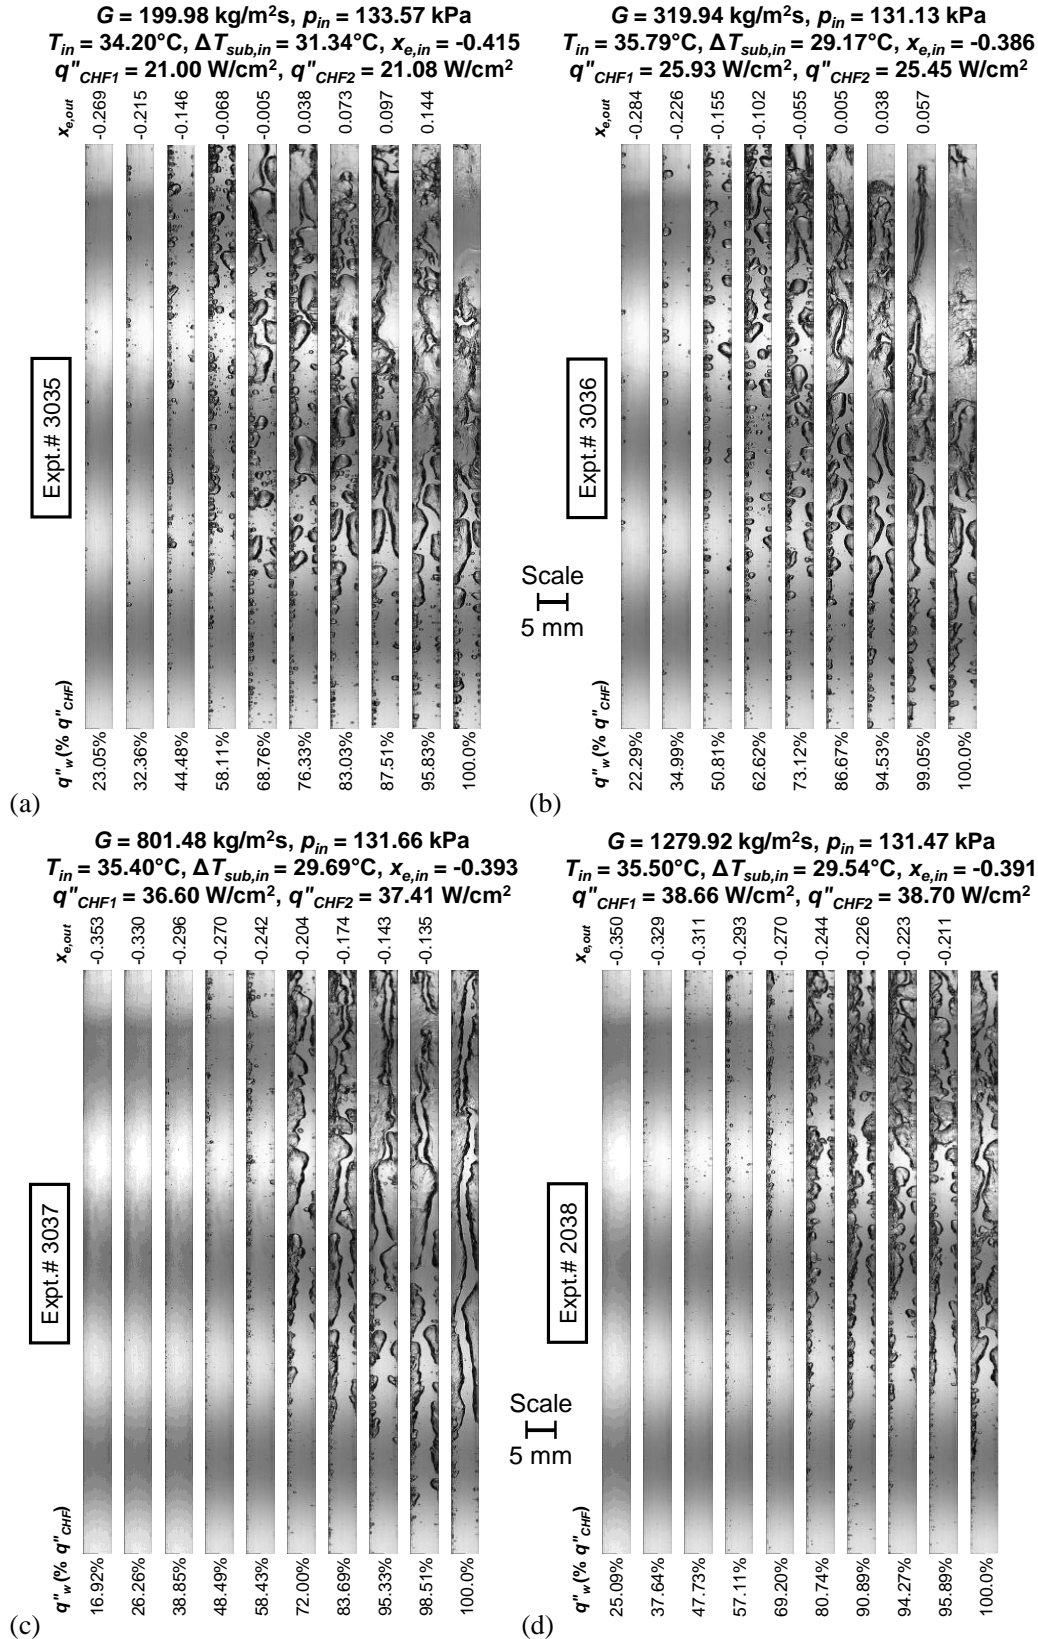 G = 199.98 kg/m²s, p_in = 133.57 kPa
T_in = 34.20°C, ΔT_sub,in = 31.34°C, x_e,in = -0.415
q"_CHF1 = 21.00 W/cm², q"_CHF2 = 21.08 W/cm²
x_e,out
-0.269
-0.215
-0.146
-0.068
-0.005
0.038
0.073
0.097
0.144
Expt.# 3035
q"_w (% q"_CHF)
23.05%
32.36%
44.48%
58.11%
68.76%
76.33%
83.03%
87.51%
95.83%
100.0%
(a)
G = 319.94 kg/m²s, p_in = 131.13 kPa
T_in = 35.79°C, ΔT_sub,in = 29.17°C, x_e,in = -0.386
q"_CHF1 = 25.93 W/cm², q"_CHF2 = 25.45 W/cm²
x_e,out
-0.284
-0.226
-0.155
-0.102
-0.055
0.005
0.038
0.057
Expt.# 3036
Scale
5 mm
q"_w (% q"_CHF)
22.29%
34.99%
50.81%
62.62%
73.12%
86.67%
94.53%
99.05%
100.0%
(b)
G = 801.48 kg/m²s, p_in = 131.66 kPa
T_in = 35.40°C, ΔT_sub,in = 29.69°C, x_e,in = -0.393
q"_CHF1 = 36.60 W/cm², q"_CHF2 = 37.41 W/cm²
x_e,out
-0.353
-0.330
-0.296
-0.270
-0.242
-0.204
-0.174
-0.143
-0.135
Expt.# 3037
q"_w (% q"_CHF)
16.92%
26.26%
38.85%
48.49%
58.43%
72.00%
83.69%
95.33%
98.51%
100.0%
(c)
G = 1279.92 kg/m²s, p_in = 131.47 kPa
T_in = 35.50°C, ΔT_sub,in = 29.54°C, x_e,in = -0.391
q"_CHF1 = 38.66 W/cm², q"_CHF2 = 38.70 W/cm²
x_e,out
-0.350
-0.329
-0.311
-0.293
-0.270
-0.244
-0.226
-0.223
-0.211
Expt.# 2038
Scale
5 mm
q"_w (% q"_CHF)
25.09%
37.64%
47.73%
57.11%
69.20%
80.74%
90.89%
94.27%
95.89%
100.0%
(d)